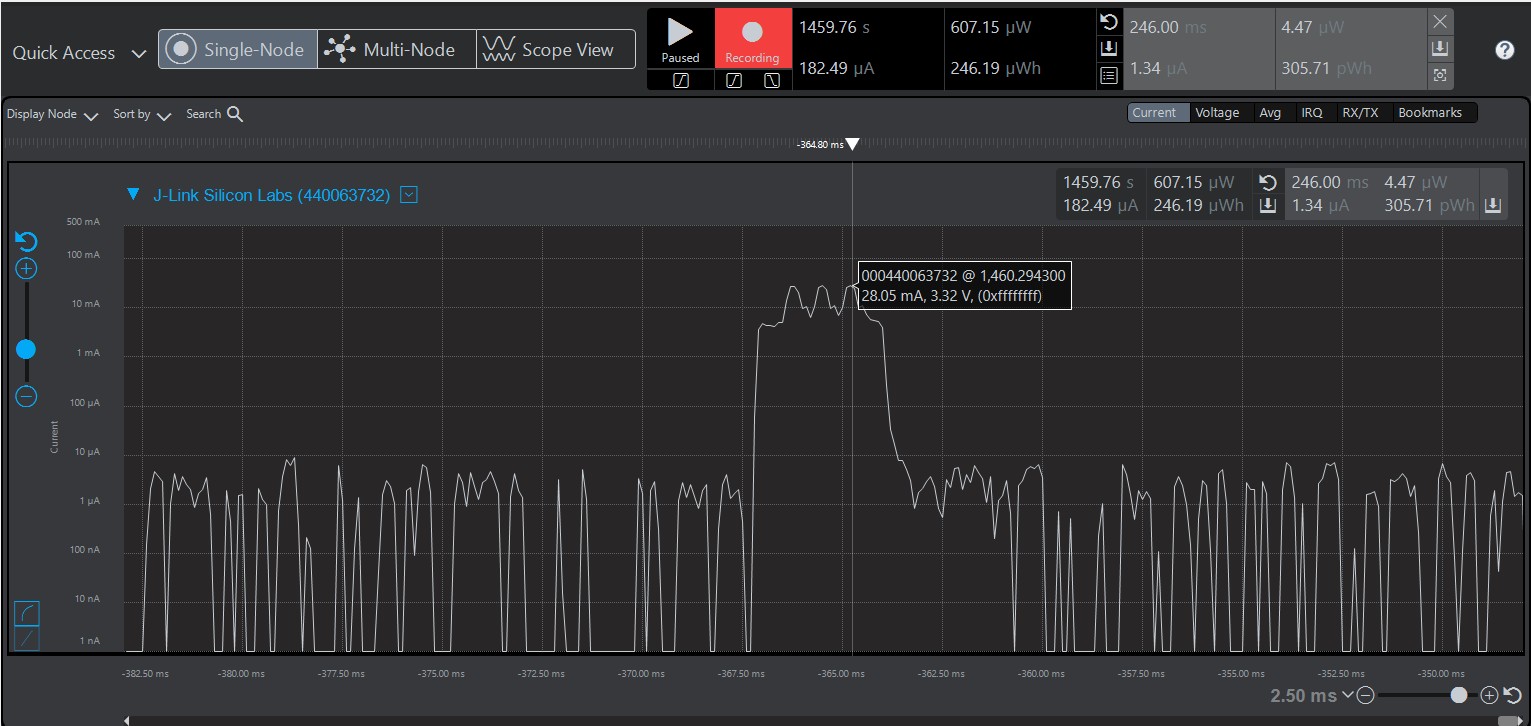 Quick Access
Single-Node
Multi-Node
Scope View
Paused
Recording
1459.76 s
607.15 µW
182.49 µA
246.19 µWh
246.00 ms
4.47 µW
1.34 µA
305.71 pWh
?
Display Node
Sort by
Search
Current
Voltage
Avg
IRQ
RX/TX
Bookmarks
-364.80 ms
J-Link Silicon Labs (440063732)
1459.76 s 607.15 µW
182.49 µA 246.19 µWh
246.00 ms 4.47 µW
1.34 µA 305.71 pWh
500 mA
100 mA
10 mA
1 mA
100 µA
10 µA
1 µA
100 nA
10 nA
1 nA
Current
000440063732 @ 1,460.294300
28.05 mA, 3.32 V, (0xffffffff)
-382.50 ms -380.00 ms -377.50 ms -375.00 ms -372.50 ms -370.00 ms -367.50 ms -365.00 ms -362.50 ms -360.00 ms -357.50 ms -355.00 ms -352.50 ms -350.00 ms
2.50 ms